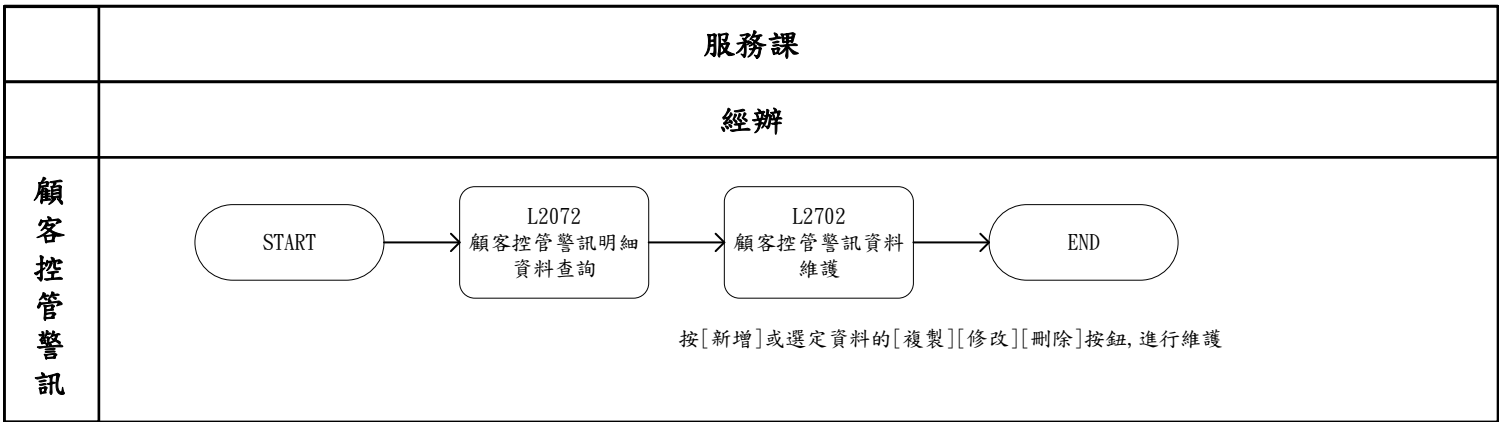 服務課
經辦
顧
客
控
管
警
訊
START
L2072
顧客控管警訊明細
資料查詢
L2702
顧客控管警訊資料
維護
END
按[新增]或選定資料的[複製][修改][刪除]按鈕,進行維護